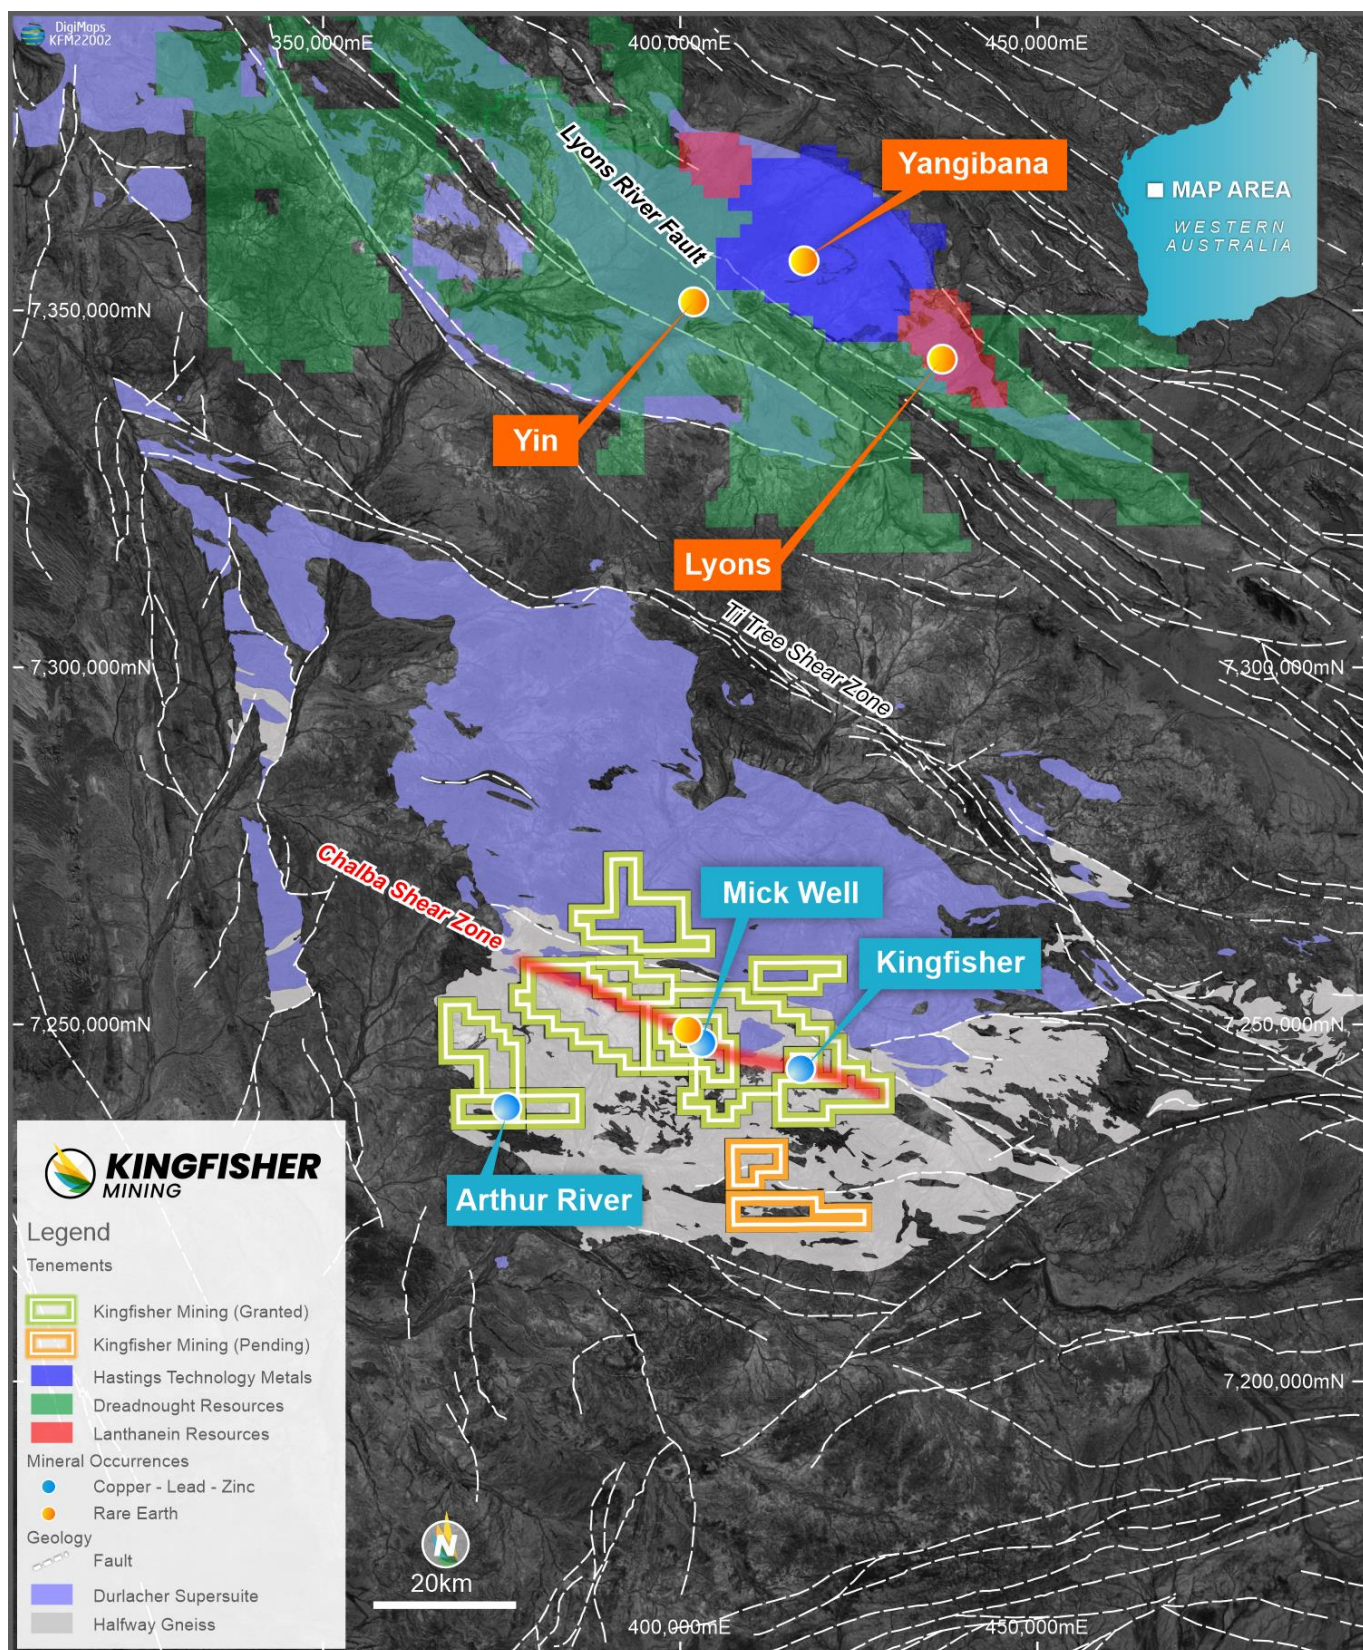 DigiMaps
KFM22002
350,000mE
400,000mE
450,000mE
Lyons River Fault
Yangibana
MAP AREA
WESTERN
AUSTRALIA
7,350,000mN
Yin
Lyons
Ti Tree Shear Zone
7,300,000mN
7,300,000mN
Chalba Shear Zone
Mick Well
Kingfisher
7,250,000mN
7,250,000mN
Arthur River
KINGFISHER
MINING
Legend
Tenements
Kingfisher Mining (Granted)
Kingfisher Mining (Pending)
Hastings Technology Metals
Dreadnought Resources
Lanthanein Resources
Mineral Occurrences
Copper - Lead - Zinc
Rare Earth
Geology
Fault
Durlacher Supersuite
Halfway Gneiss
7,200,000mN
N
20km
400,000mE
450,000mE